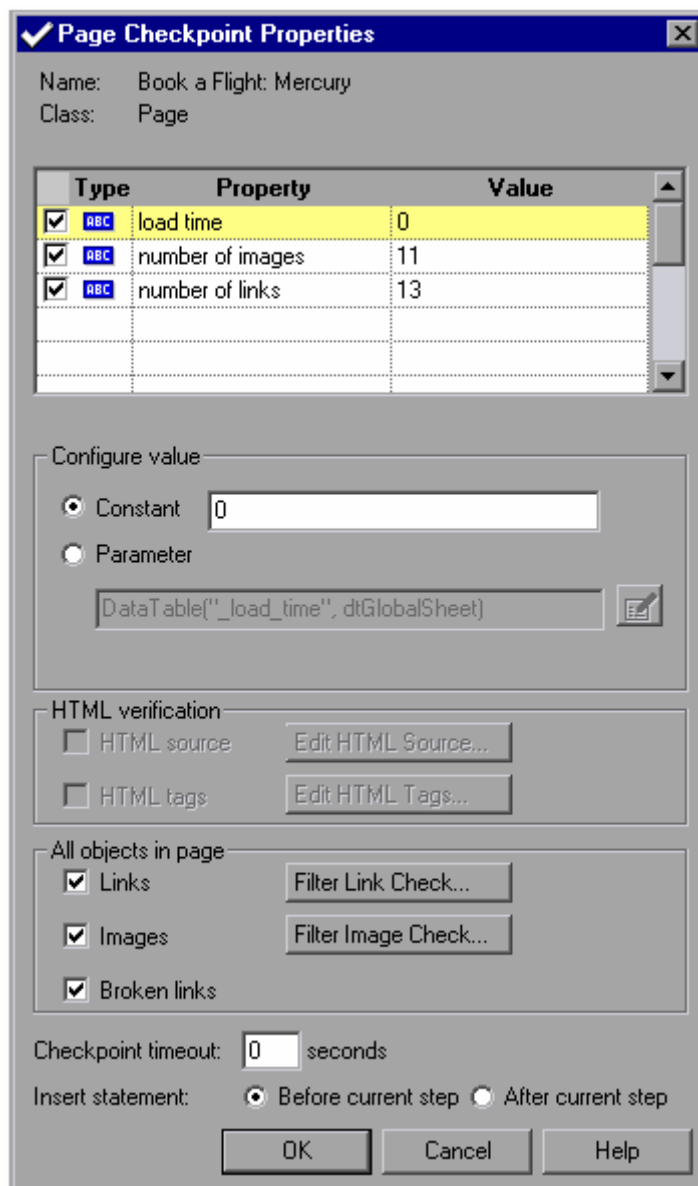 Page Checkpoint Properties
Name: Book a Flight: Mercury
Class: Page
Type Property Value
ABC load time 0
ABC number of images 11
ABC number of links 13
Configure value
Constant 0
Parameter
DataTable("_load_time", dtGlobalSheet)
HTML verification
HTML source Edit HTML Source...
HTML tags Edit HTML Tags...
All objects in page
Links Filter Link Check...
Images Filter Image Check...
Broken links
Checkpoint timeout: 0 seconds
Insert statement: Before current step After current step
OK Cancel Help